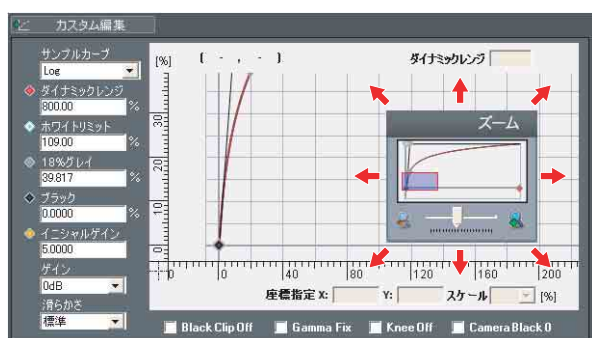 カスタム編集
サンプルカーブ
Log
ダイナミックレンジ
800.00 %
ホワイトリミット
109.00 %
18%グレイ
39.817 %
ブラック
0.0000 %
イニシャルゲイン
5.0000
ゲイン
0dB
滑らかさ
標準
[%] ( - , - ) ダイナミックレンジ
ズーム
30
20
10
0
0 40 80 120 160 200
座標指定 X: Y: スケール [%]
Black Clip Off Gamma Fix Knee Off Camera Black 0